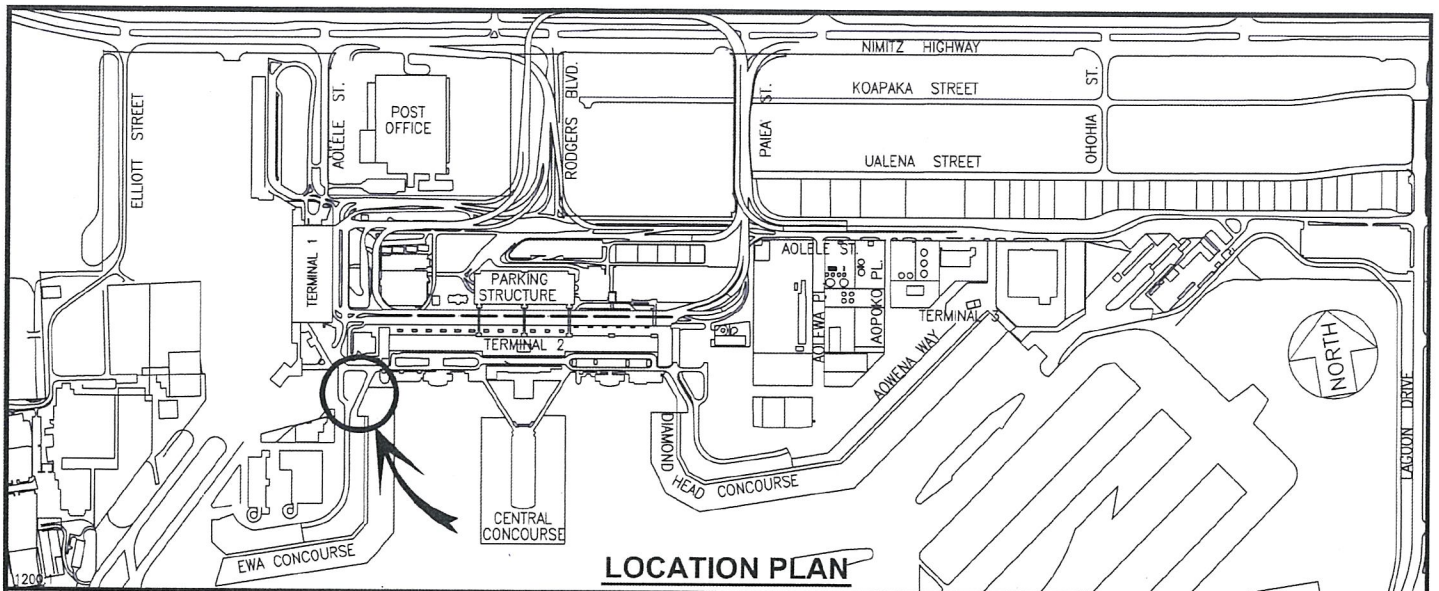 NIMITZ HIGHWAY
KOAPAKA STREET
UALENA STREET
ELLIOTT STREET
AOLELE ST.
POST
OFFICE
RODGERS BLVD.
PAIEA ST.
OHOHIA ST.
TERMINAL 1
PARKING
STRUCTURE
TERMINAL 2
AOLELE ST.
AOLEWA PL.
AOPOKO PL.
TERMINAL 3
AOWENA WAY
NORTH
LAGOON DRIVE
DIAMOND HEAD CONCOURSE
CENTRAL
CONCOURSE
EWA CONCOURSE
LOCATION PLAN